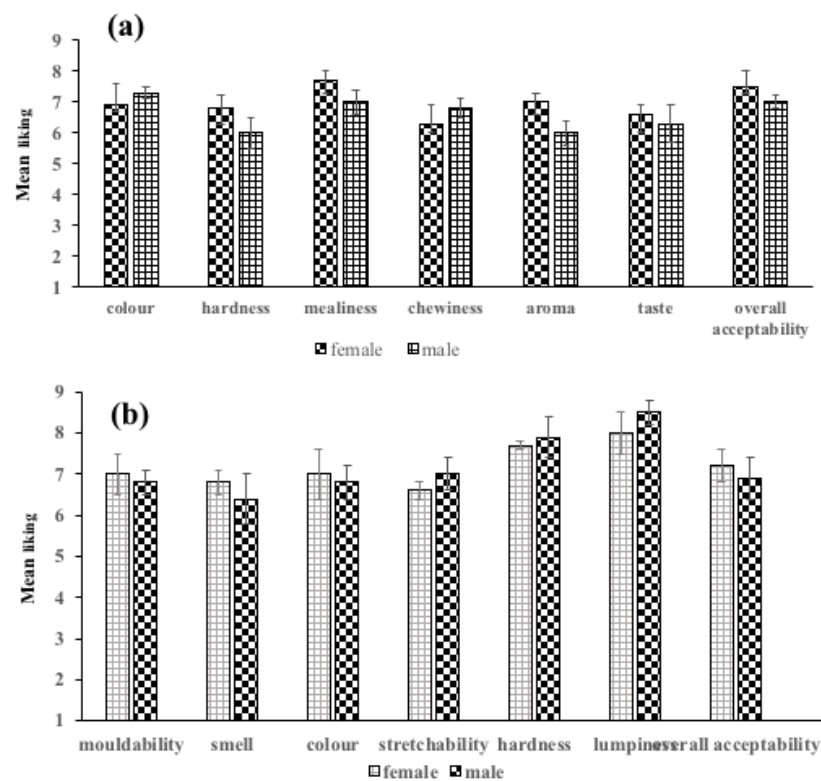 (a)
9
8
7
6
5
4
3
2
1
Mean liking
colour hardness mealiness chewiness aroma taste overall
acceptability
female male
(b)
9
8
7
6
5
4
3
2
1
Mean liking
mouldability smell colour stretchability hardness lumpiness overall acceptability
female male